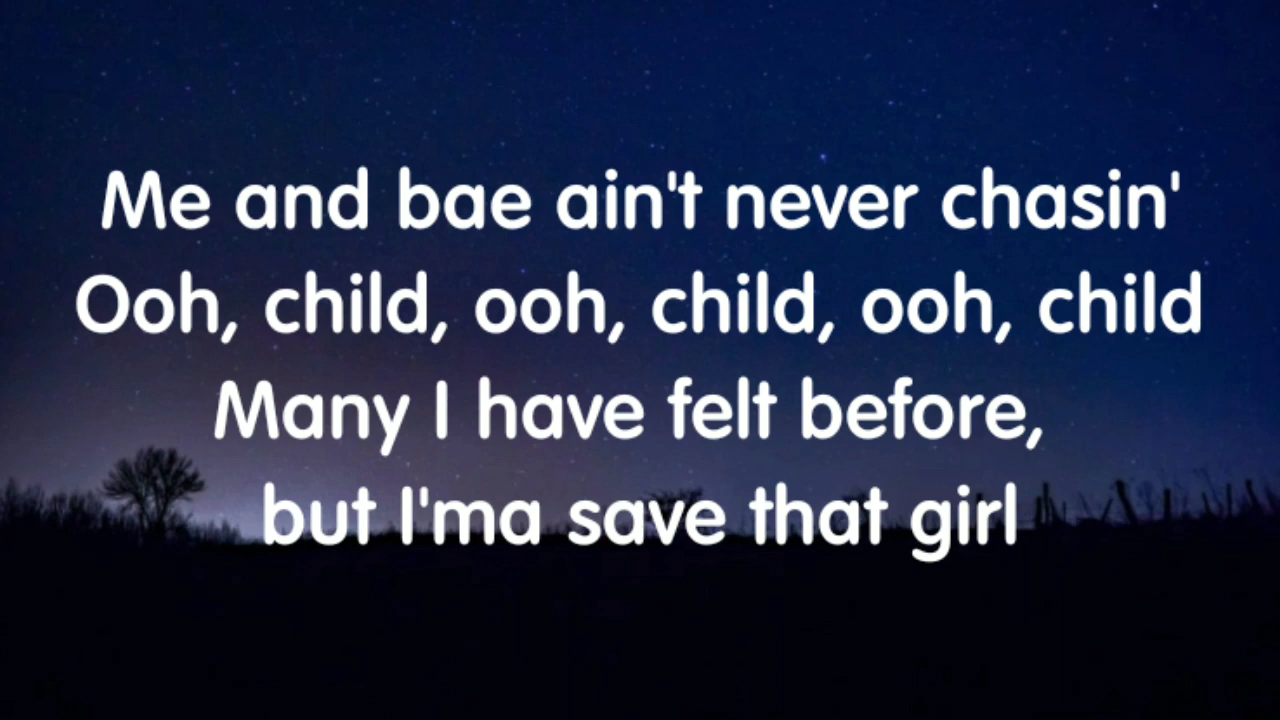 Me and bae ain't never chasin'
Ooh, child, ooh, child, ooh, child
Many I have felt before,
but I'ma save that girl